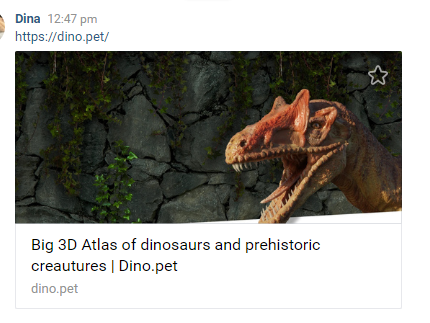 Dina 12:47 pm
https://dino.pet/
Big 3D Atlas of dinosaurs and prehistoric
creautures | Dino.pet
dino.pet